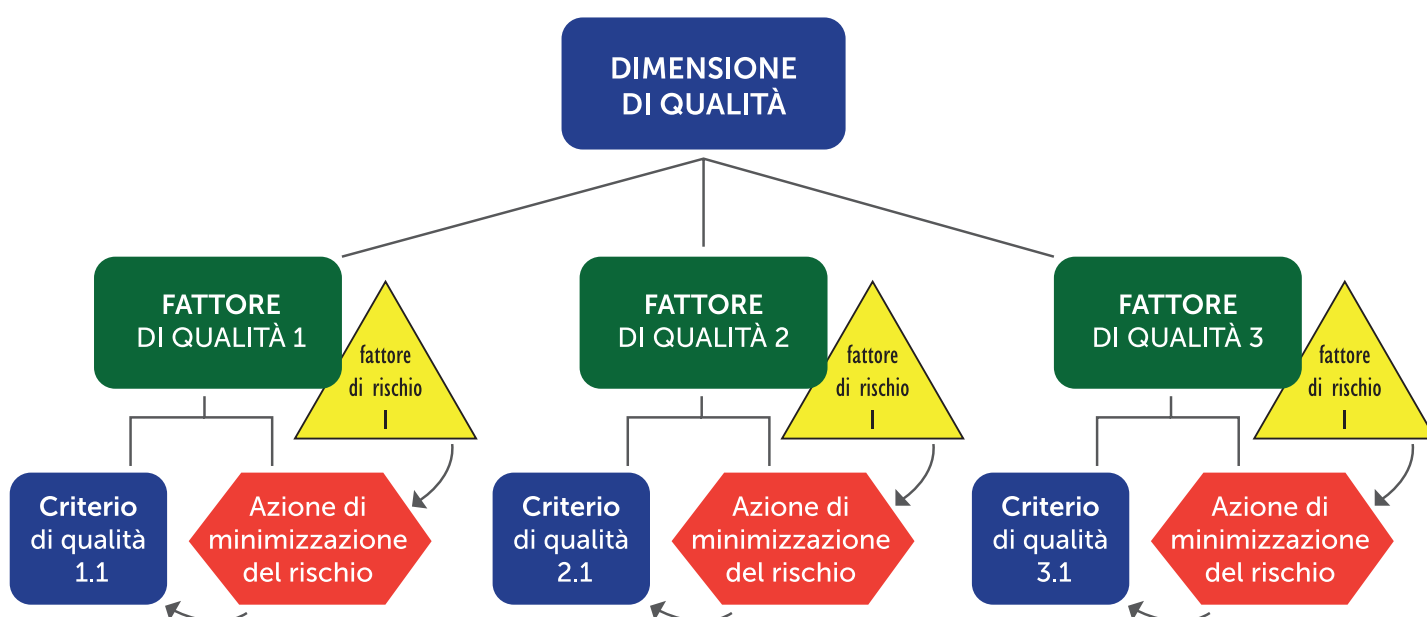 DIMENSIONE
DI QUALITÀ
FATTORE
DI QUALITÀ 1
fattore
di rischio
I
FATTORE
DI QUALITÀ 2
fattore
di rischio
I
FATTORE
DI QUALITÀ 3
fattore
di rischio
I
Criterio
di qualità
1.1
Azione di
minimizzazione
del rischio
Criterio
di qualità
2.1
Azione di
minimizzazione
del rischio
Criterio
di qualità
3.1
Azione di
minimizzazione
del rischio